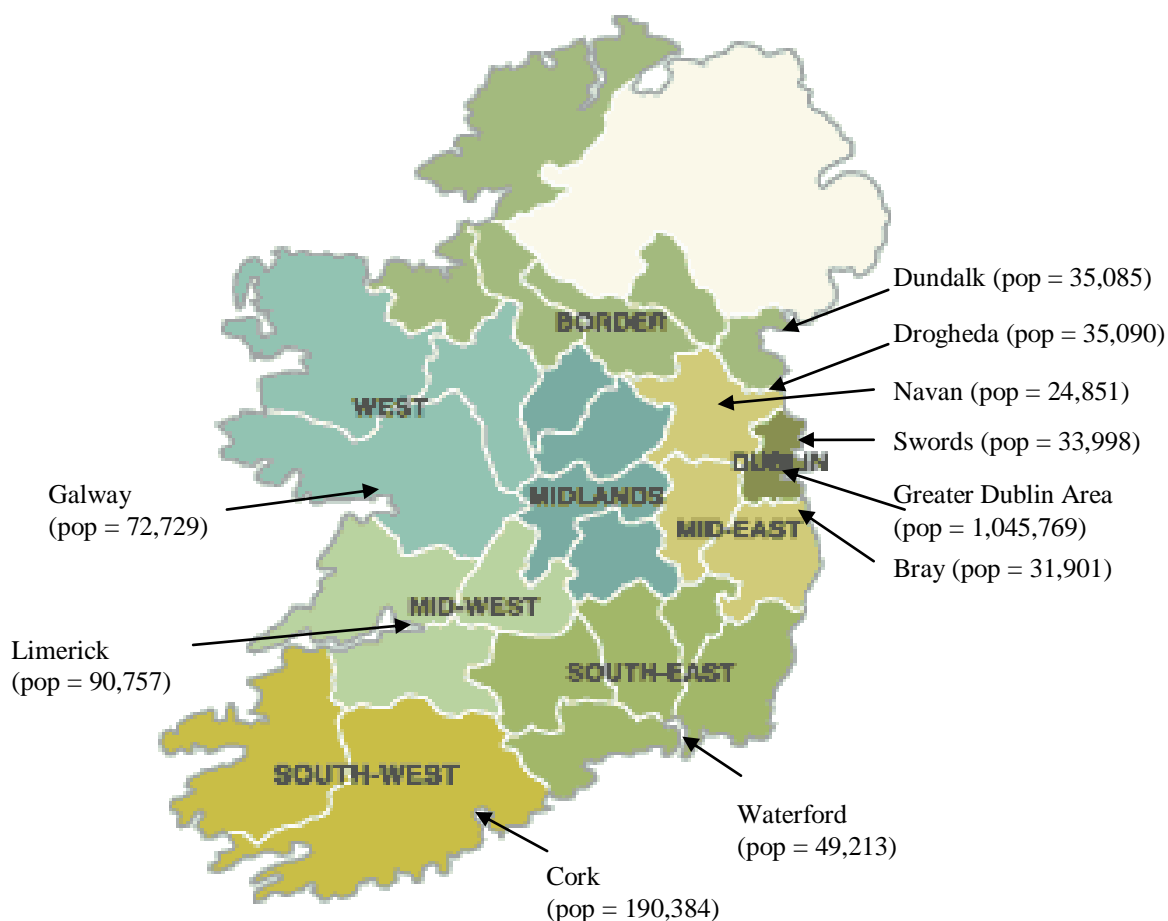 Dundalk (pop = 35,085)
BORDER
Drogheda (pop = 35,090)
Navan (pop = 24,851)
WEST
Swords (pop = 33,998)
DUBLIN
Galway
(pop = 72,729)
MIDLANDS
Greater Dublin Area
(pop = 1,045,769)
MID-EAST
Bray (pop = 31,901)
MID-WEST
Limerick
(pop = 90,757)
SOUTH-EAST
SOUTH-WEST
Waterford
(pop = 49,213)
Cork
(pop = 190,384)